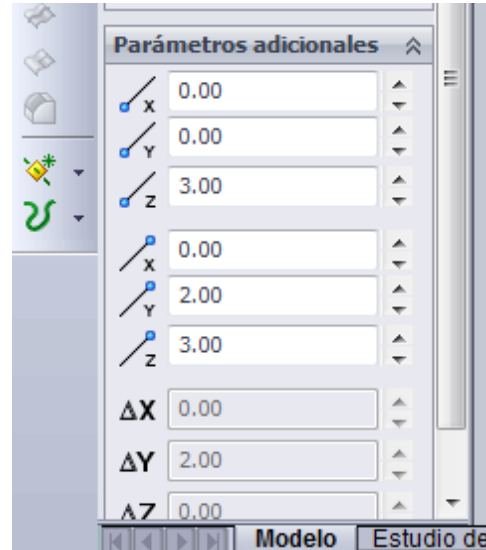 Parámetros adicionales
X 0.00
Y 0.00
Z 3.00
X 0.00
Y 2.00
Z 3.00
ΔX 0.00
ΔY 2.00
ΔZ 0.00
Modelo Estudio de